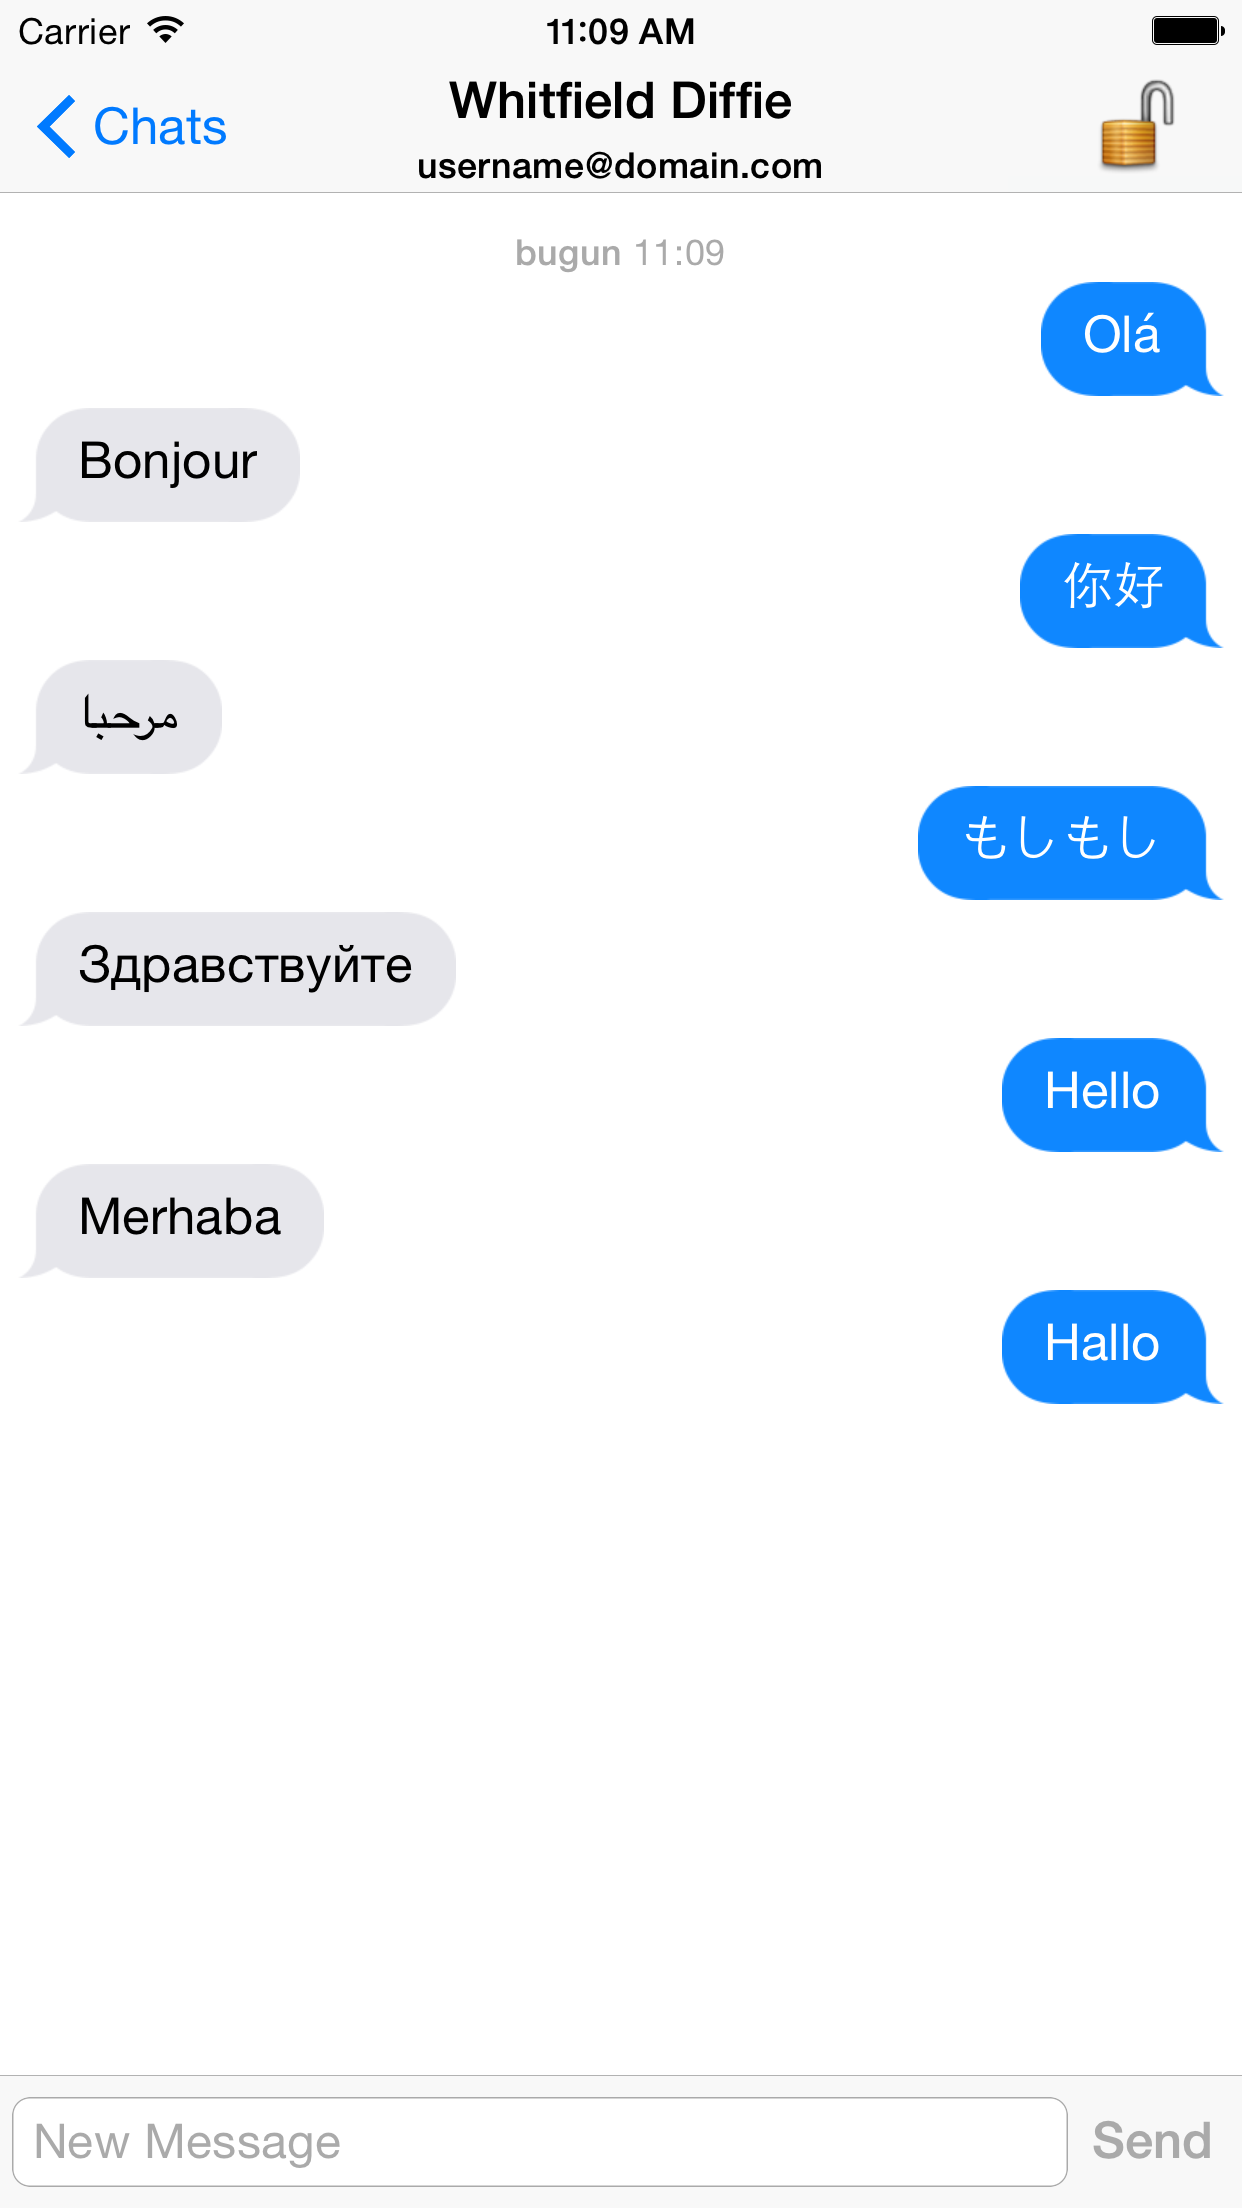 Carrier 11:09 AM
Chats
Whitfield Diffie
username@domain.com
bugun 11:09
Olá
Bonjour
你好
مرحبا
もしもし
Здравствуйте
Hello
Merhaba
Hallo
New Message Send